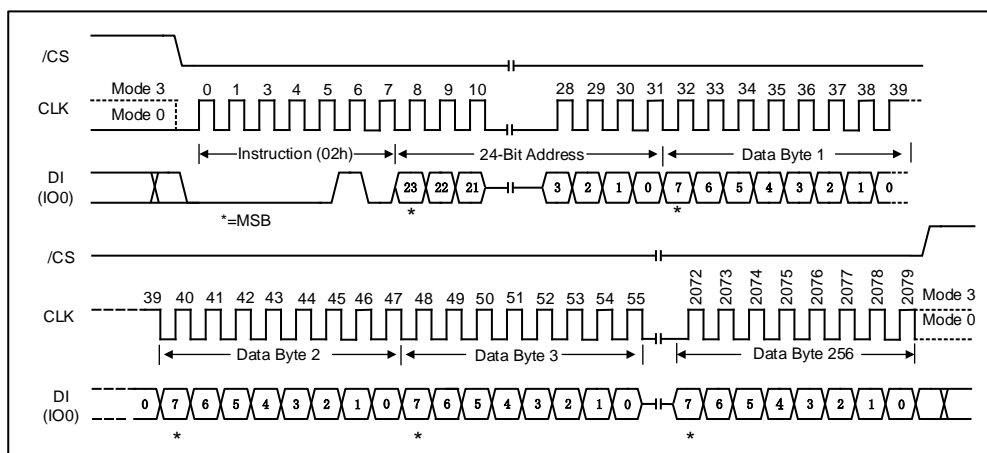 /CS
Mode 3 0 1 3 4 5 6 7 8 9 10 28 29 30 31 32 33 34 35 36 37 38 39
CLK
Mode 0
Instruction (02h) 24-Bit Address Data Byte 1
DI
(IO0)
23 22 21 3 2 1 0 7 6 5 4 3 2 1 0
* *
*=MSB
/CS
39 40 41 42 43 44 45 46 47 48 49 50 51 52 53 54 55 2072 2073 2074 2075 2076 2077 2078 2079
Mode 3
CLK
Mode 0
Data Byte 2 Data Byte 3 Data Byte 256
DI
(IO0)
0 7 6 5 4 3 2 1 0 7 6 5 4 3 2 1 0 7 6 5 4 3 2 1 0
* * *